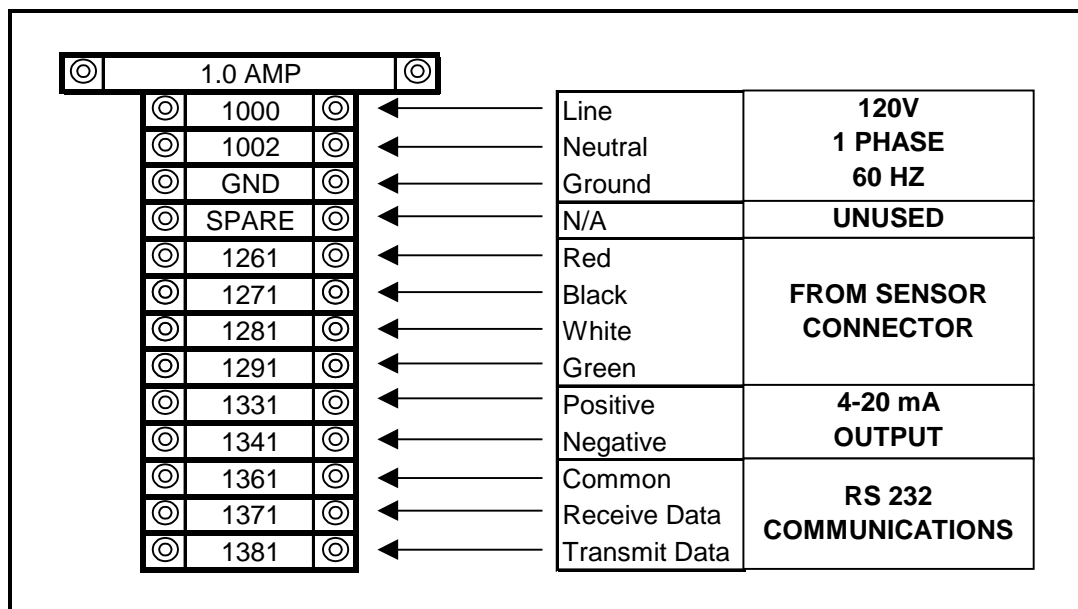 1.0 AMP
1000 Line 120V
1002 Neutral 1 PHASE
GND Ground 60 HZ
SPARE N/A UNUSED
1261 Red
1271 Black FROM SENSOR
1281 White CONNECTOR
1291 Green
1331 Positive 4-20 mA
1341 Negative OUTPUT
1361 Common
1371 Receive Data RS 232
1381 Transmit Data COMMUNICATIONS